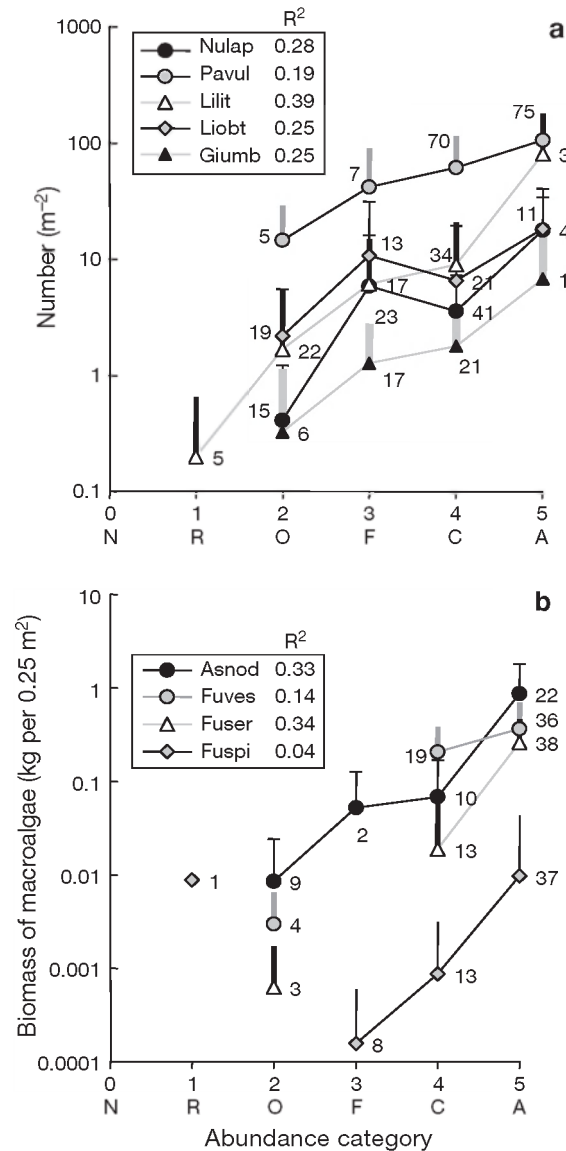 1000
a
R2
Nulap 0.28
Pavul 0.19
Lilit 0.39
Liobt 0.25
Giumb 0.25
75
100
70
3
7
Number (m−2)
5
11
4
13
10
34
17
21
1
19
22
23
41
1
17
21
15
6
5
0.1
0 1 2 3 4 5
N R O F C A
10
b
R2
Asnod 0.33
Fuves 0.14
Fuser 0.34
Fuspi 0.04
1
22
36
19
38
Biomass of macroalgae (kg per 0.25 m2)
0.1
10
2
13
0.01
1
9
37
4
0.001
13
3
8
0.0001
0 1 2 3 4 5
N R O F C A
Abundance category